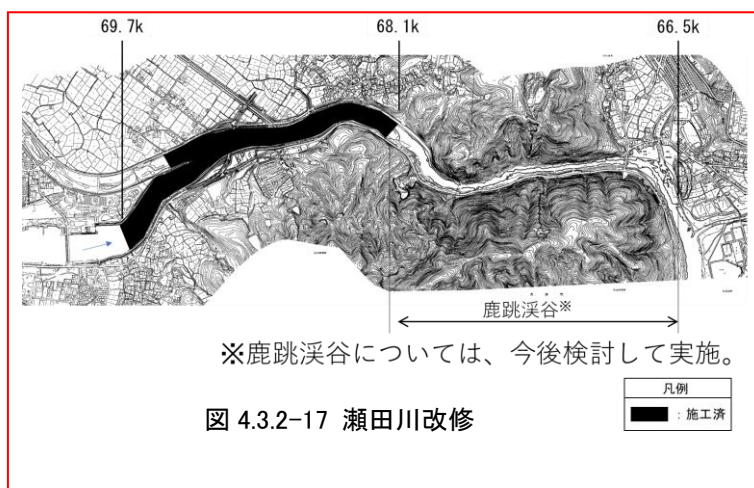 69.7k 68.1k 66.5k
鹿跳渓谷※
※鹿跳渓谷については、今後検討して実施。
凡例
：施工済
図 4.3.2-17 瀬田川改修